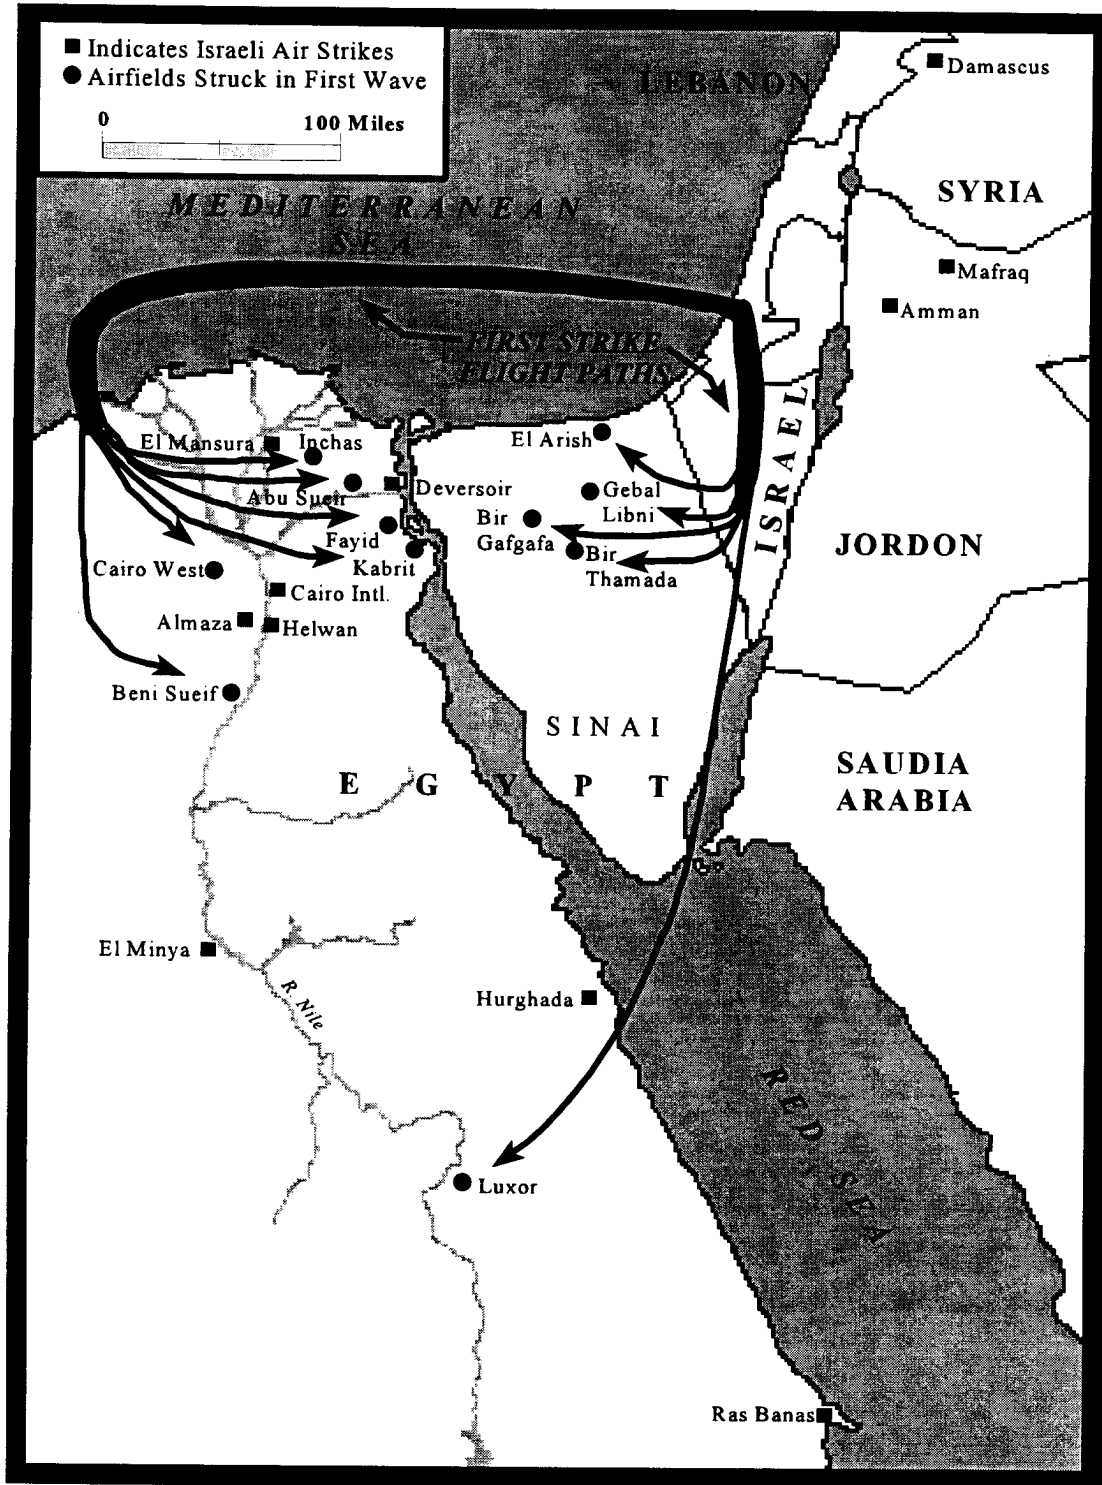 ■ Indicates Israeli Air Strikes
● Airfields Struck in First Wave
0 100 Miles
LEBANON
Damascus
MEDITERRANEAN
SEA
SYRIA
Mafraq
Amman
FIRST STRIKE
FLIGHT PATHS
ISRAEL
El Mansura
Inchas
El Arish
Abu Sueir
Deversoir
Gebal
Libni
Bir
Gafgafa
Fayid
Kabrit
Bir
Thamada
JORDON
Cairo West
Cairo Intl.
Almaza
Helwan
Beni Sueif
SINAI
EGYPT
SAUDIA
ARABIA
El Minya
R. Nile
Hurghada
RED SEA
Luxor
Ras Banas